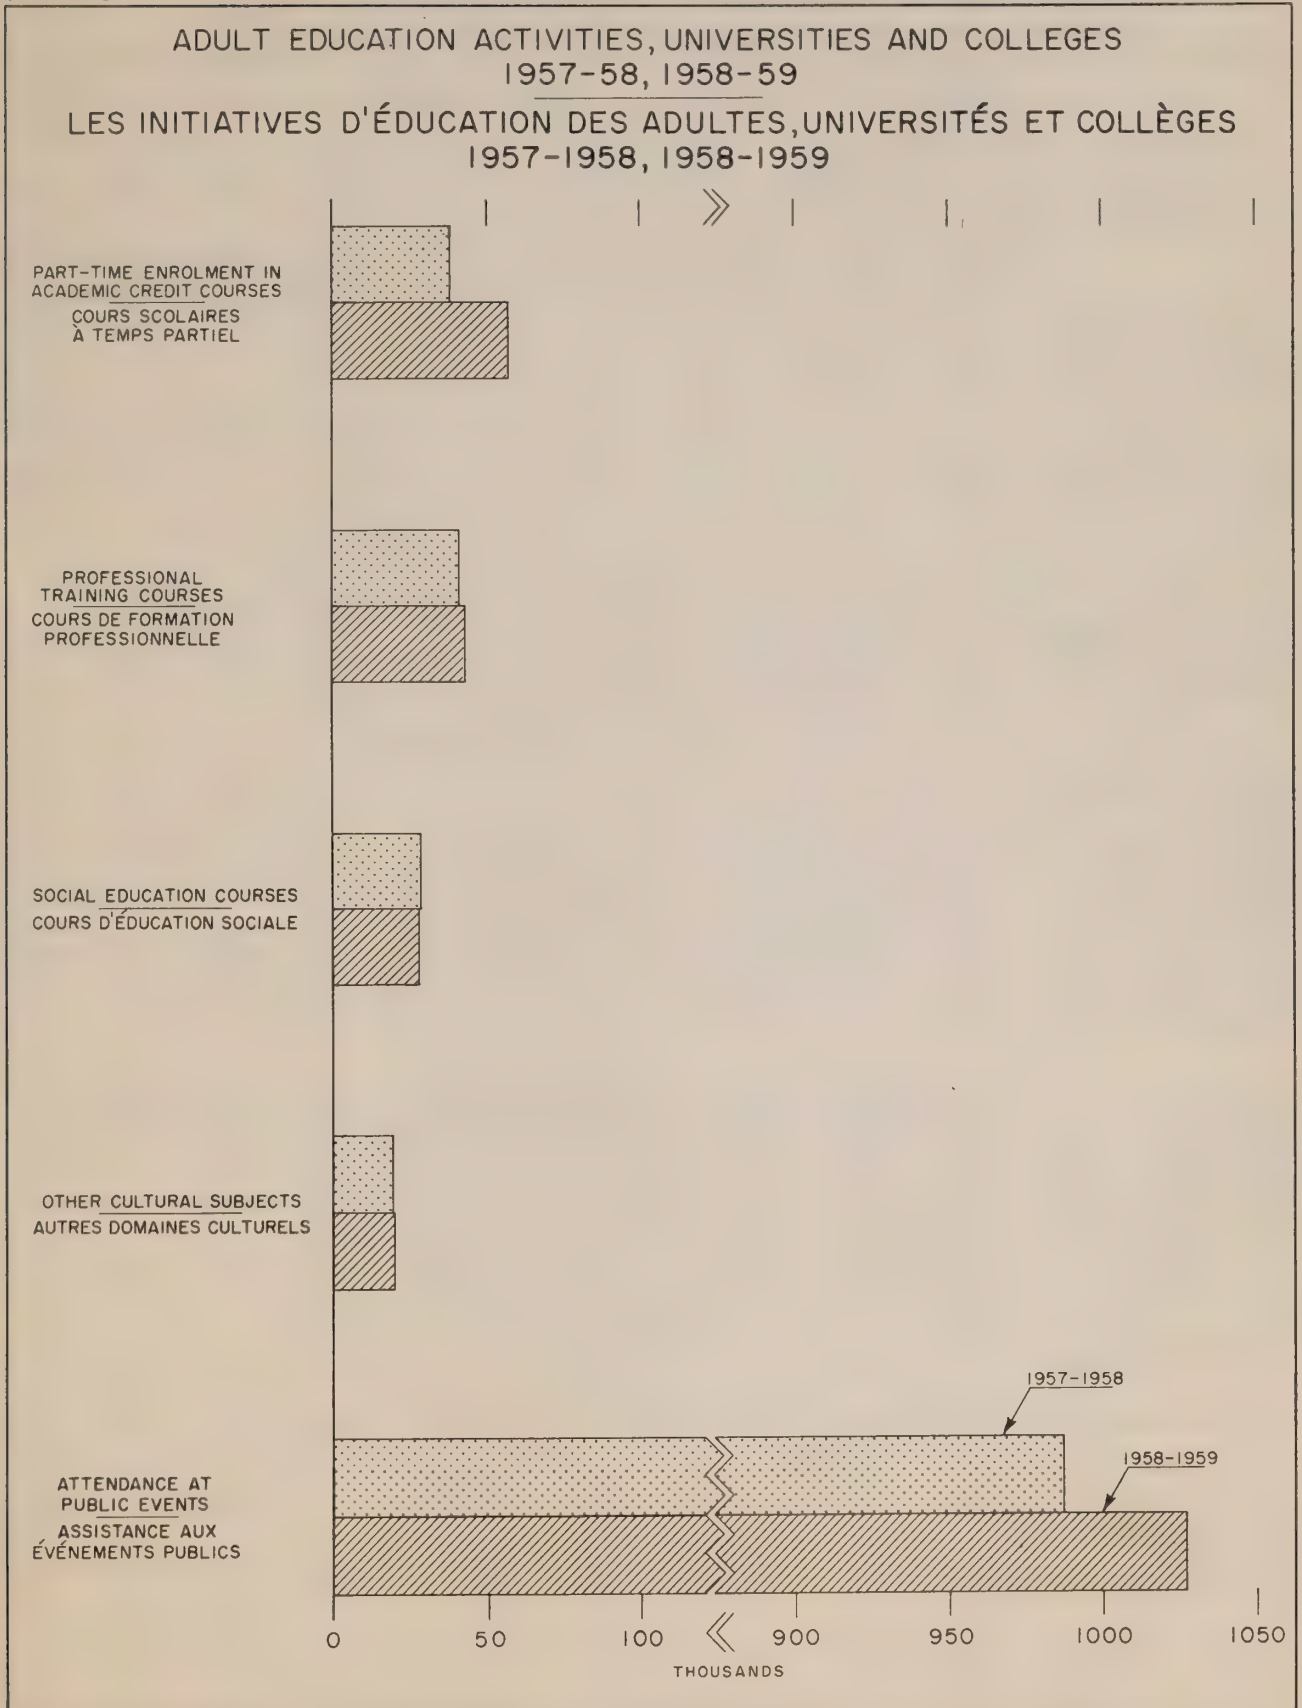 ADULT EDUCATION ACTIVITIES, UNIVERSITIES AND COLLEGES
1957-58, 1958-59
LES INITIATIVES D'ÉDUCATION DES ADULTES, UNIVERSITÉS ET COLLÈGES
1957-1958, 1958-1959
PART-TIME ENROLMENT IN
ACADEMIC CREDIT COURSES
COURS SCOLAIRES
À TEMPS PARTIEL
PROFESSIONAL
TRAINING COURSES
COURS DE FORMATION
PROFESSIONNELLE
SOCIAL EDUCATION COURSES
COURS D'ÉDUCATION SOCIALE
OTHER CULTURAL SUBJECTS
AUTRES DOMAINES CULTURELS
1957-1958
1958-1959
ATTENDANCE AT
PUBLIC EVENTS
ASSISTANCE AUX
ÉVÉNEMENTS PUBLICS
0 50 100 900 950 1000 1050
THOUSANDS